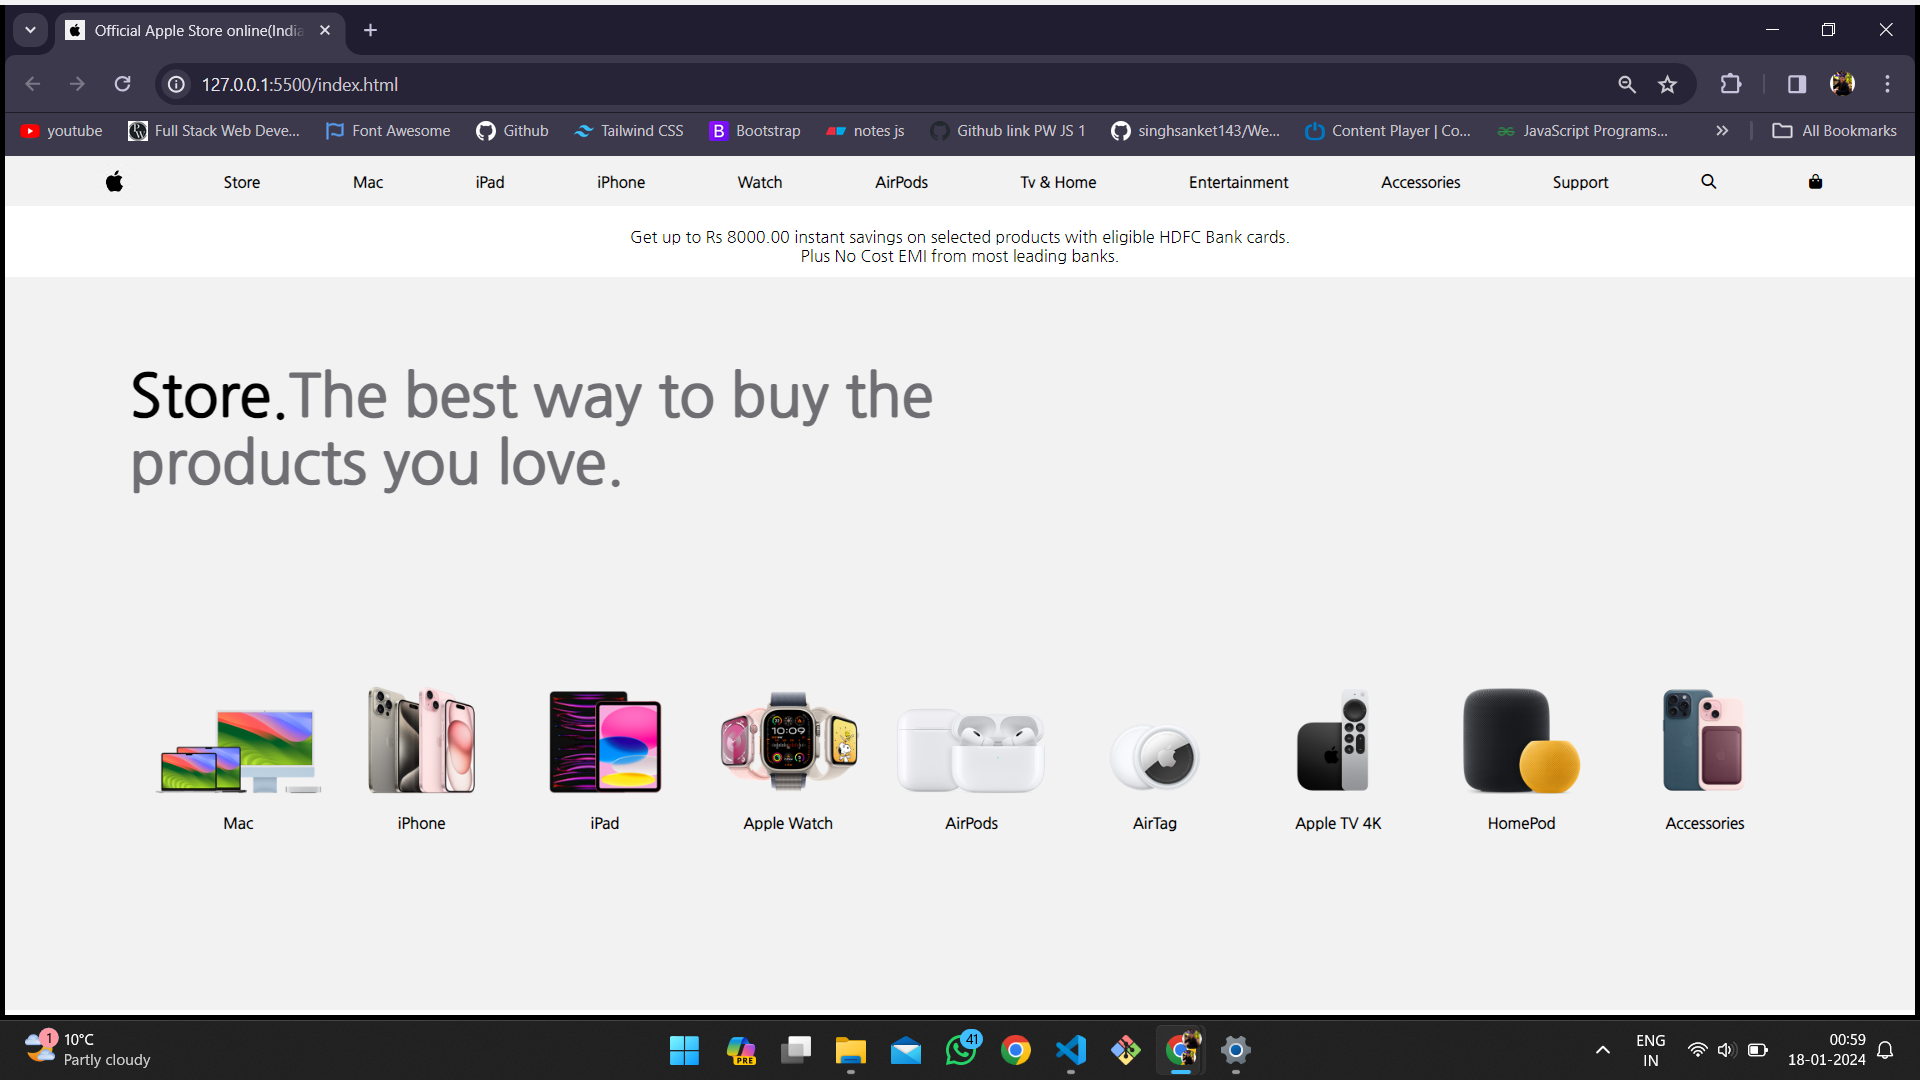 Official Apple Store online(India
127.0.0.1:5500/index.html
youtube
Full Stack Web Deve...
Font Awesome
Github
Tailwind CSS
Bootstrap
notes js
Github link PW JS 1
singhsanket143/We...
Content Player | Co...
JavaScript Programs...
All Bookmarks
Store
Mac
iPad
iPhone
Watch
AirPods
Tv & Home
Entertainment
Accessories
Support
Get up to Rs 8000.00 instant savings on selected products with eligible HDFC Bank cards.
Plus No Cost EMI from most leading banks.
Store.The best way to buy the
products you love.
10:09
Mac
iPhone
iPad
Apple Watch
AirPods
AirTag
Apple TV 4K
HomePod
Accessories
1
10°C
Partly cloudy
PRE
41
ENG
IN
00:59
18-01-2024